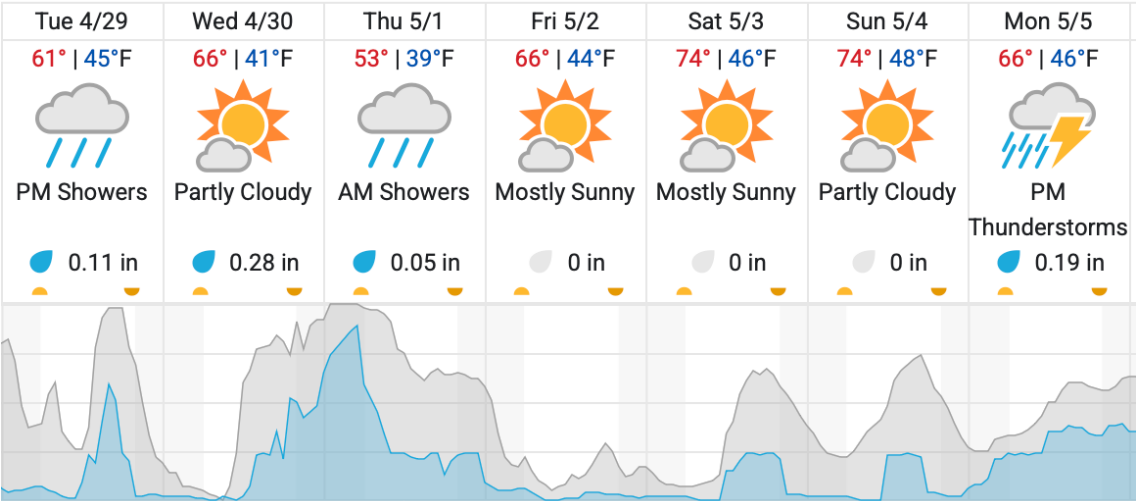 Tue 4/29 Wed 4/30 Thu 5/1 Fri 5/2 Sat 5/3 Sun 5/4 Mon 5/5
61° | 45°F 66° | 41°F 53° | 39°F 66° | 44°F 74° | 46°F 74° | 48°F 66° | 46°F
PM Showers Partly Cloudy AM Showers Mostly Sunny Mostly Sunny Partly Cloudy PM
Thunderstorms
0.11 in 0.28 in 0.05 in 0 in 0 in 0 in 0.19 in